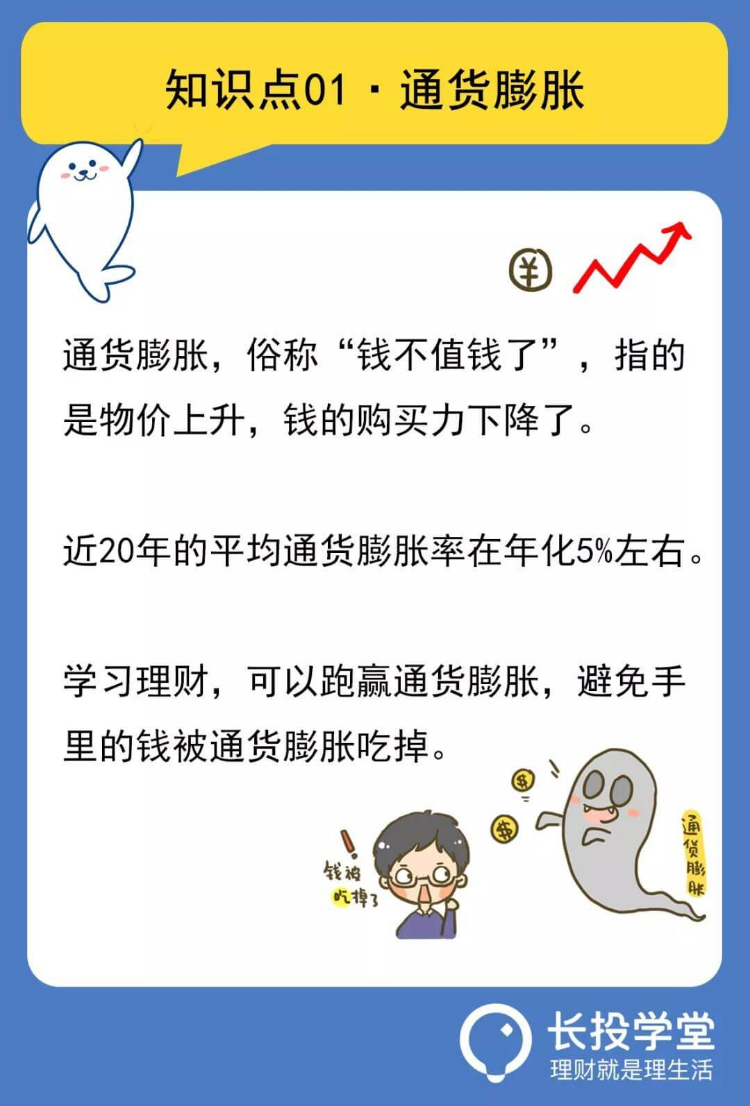 知识点01·通货膨胀
¥
通货膨胀，俗称“钱不值钱了”，指的
是物价上升，钱的购买力下降了。
近20年的平均通货膨胀率在年化5%左右。
学习理财，可以跑赢通货膨胀，避免手
里的钱被通货膨胀吃掉。
$
$
通货膨胀
!
钱被
吃掉了
长投学堂
理财就是理生活